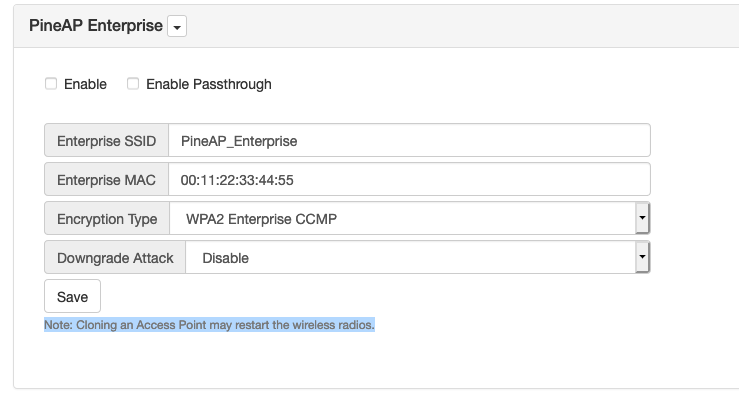 PineAP Enterprise
Enable Enable Passthrough
Enterprise SSID PineAP_Enterprise
Enterprise MAC 00:11:22:33:44:55
Encryption Type WPA2 Enterprise CCMP
Downgrade Attack Disable
Save
Note: Cloning an Access Point may restart the wireless radios.